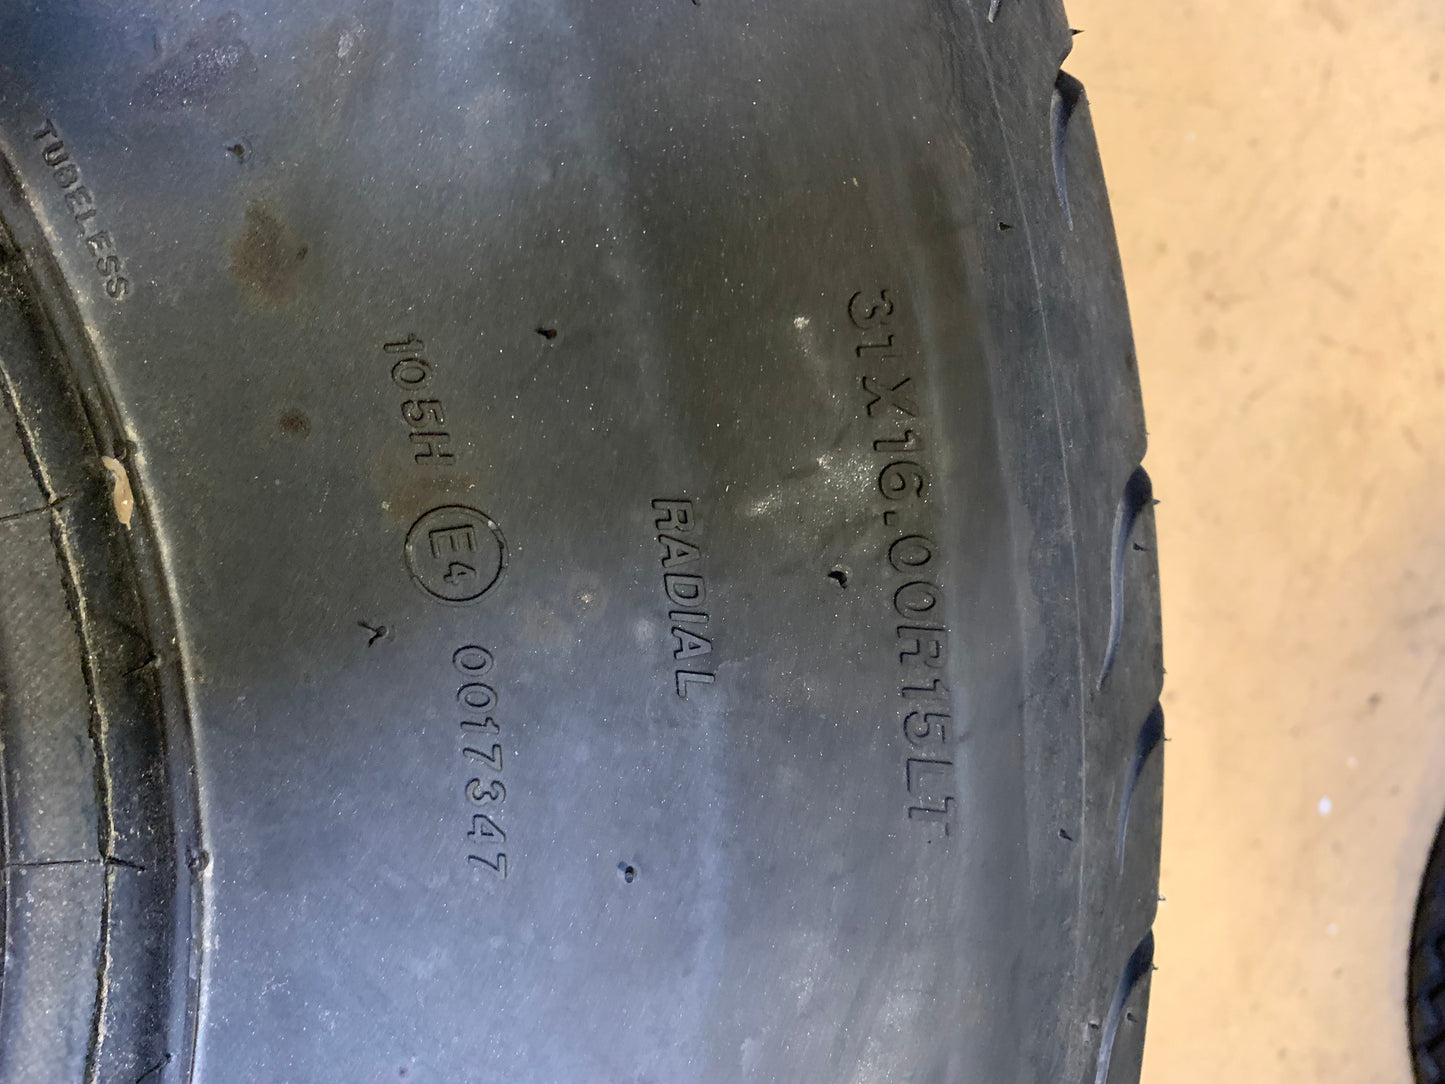 31X16.00R15LT
RADIAL
105H E4 0017347
TUBELESS